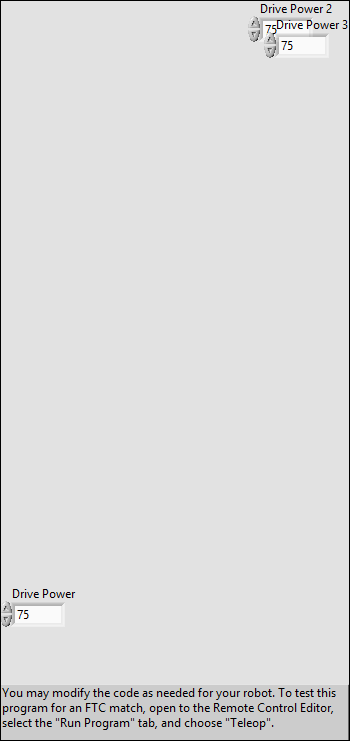 Drive Power 2
75
Drive Power 3
75
Drive Power
75
You may modify the code as needed for your robot. To test this
program for an FTC match, open to the Remote Control Editor,
select the "Run Program" tab, and choose "Teleop".